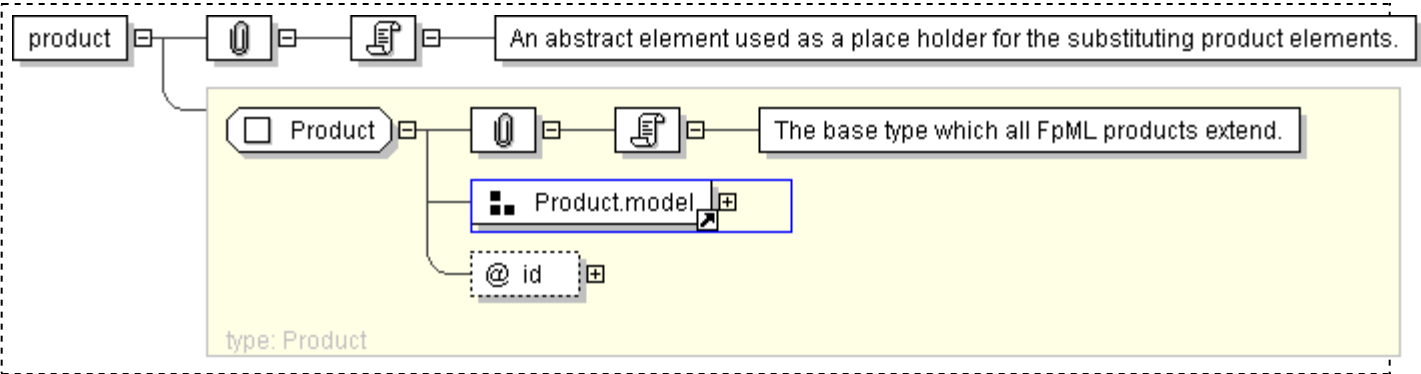 product
An abstract element used as a place holder for the substituting product elements.
Product
The base type which all FpML products extend.
Product.model
@ id
type: Product